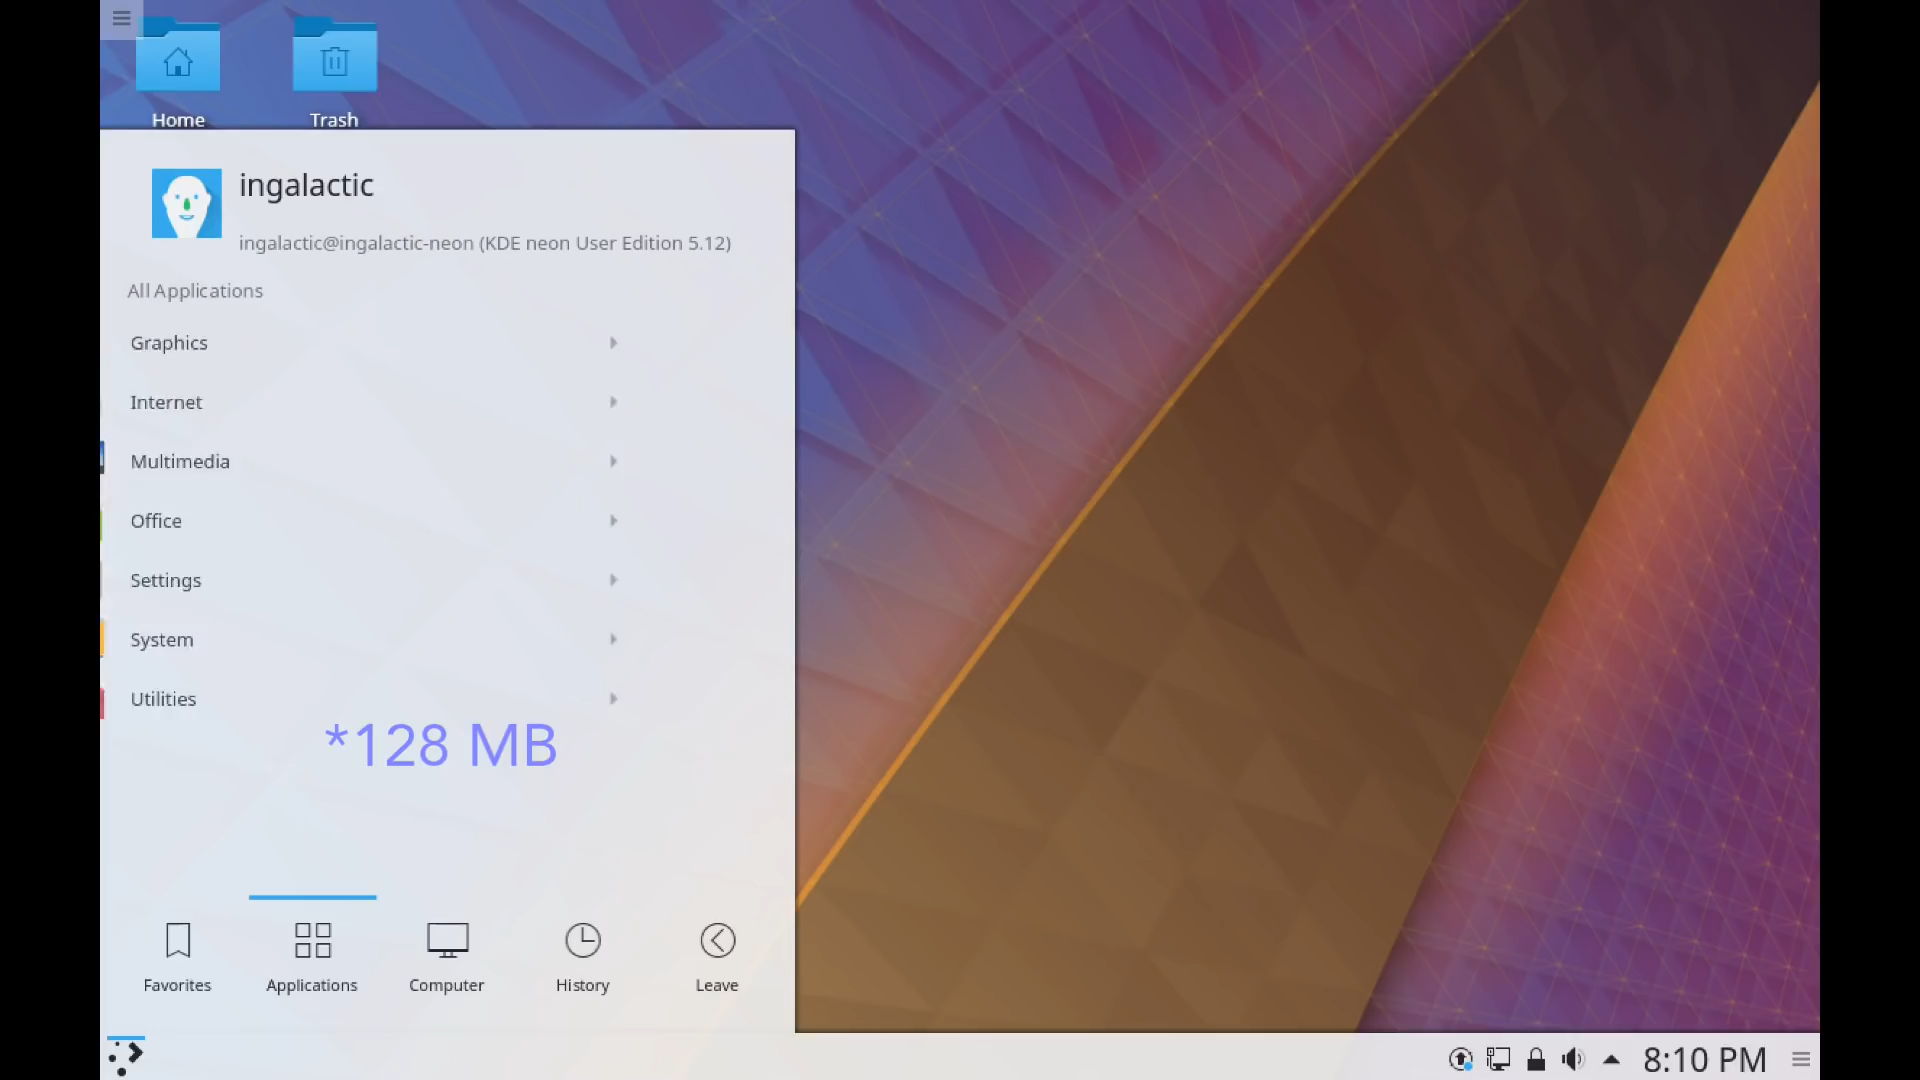 Home
Trash
ingalactic
ingalactic@ingalactic-neon (KDE neon User Edition 5.12)
All Applications
Graphics
Internet
Multimedia
Office
Settings
System
Utilities
*128 MB
Favorites
Applications
Computer
History
Leave
8:10 PM